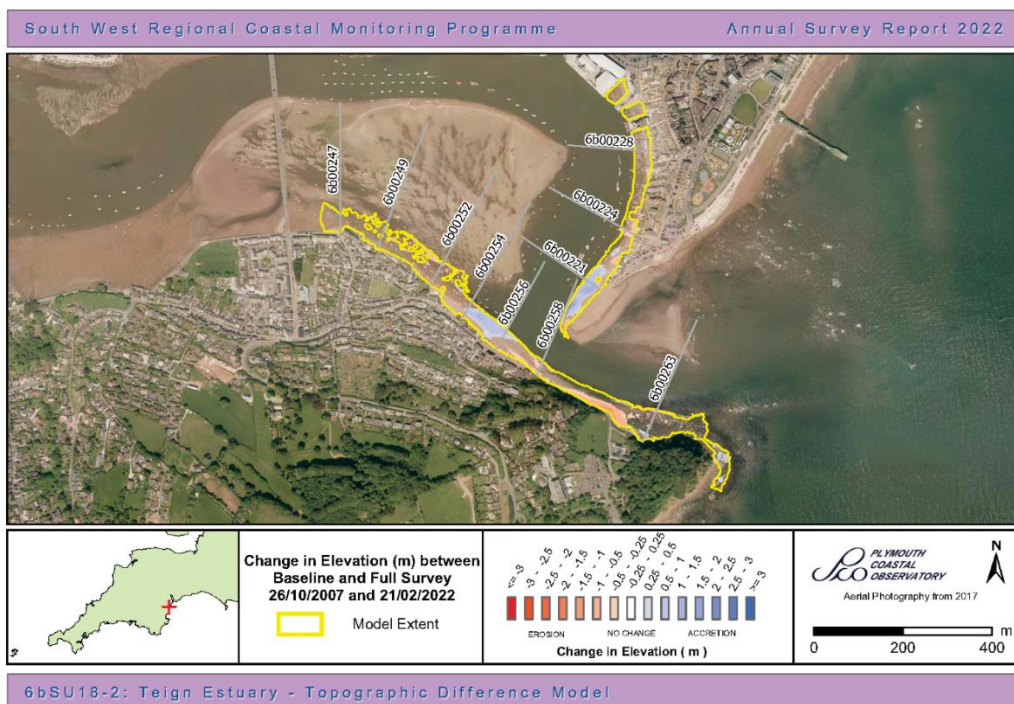 South West Regional Coastal Monitoring Programme Annual Survey Report 2022
6b00247
6b00249
6b00252
6b00254
6b00256
6b00258
6b00263
6b00228
6b00224
6b00221
Change in Elevation (m) between
Baseline and Full Survey
26/10/2007 and 21/02/2022
Model Extent
<= -3
-3 - -2.5
-2.5 - -2
-2 - -1.5
-1.5 - -1
-1 - -0.5
-0.5 - -0.25
-0.25 - 0.25
0.25 - 0.5
0.5 - 1
1 - 1.5
1.5 - 2
2 - 2.5
2.5 - 3
>= 3
EROSION NO CHANGE ACCRETION
Change in Elevation ( m )
PCO
PLYMOUTH
COASTAL
OBSERVATORY
Aerial Photography from 2017
N
m
0 200 400
6bSU18-2: Teign Estuary - Topographic Difference Model